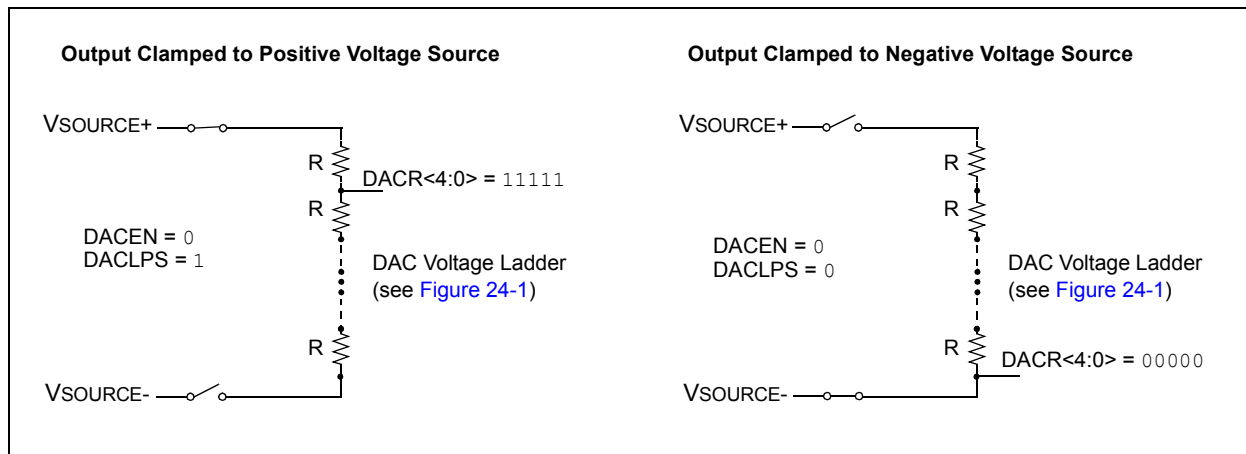 Output Clamped to Positive Voltage Source
VSOURCE+
R
DACR<4:0> = 11111
R
DACEN = 0
DACLPS = 1
DAC Voltage Ladder
(see Figure 24-1)
R
VSOURCE-
Output Clamped to Negative Voltage Source
VSOURCE+
R
R
DACEN = 0
DACLPS = 0
DAC Voltage Ladder
(see Figure 24-1)
R
DACR<4:0> = 00000
VSOURCE-